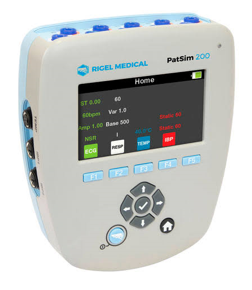 RIGEL MEDICAL
PatSim 200
Home
ST 0.00 60
60bpm Var 1.0
Amp 1.00 Base 500
NSR I
ECG RESP TEMP IBP
F1 F2 F3 F4 F5